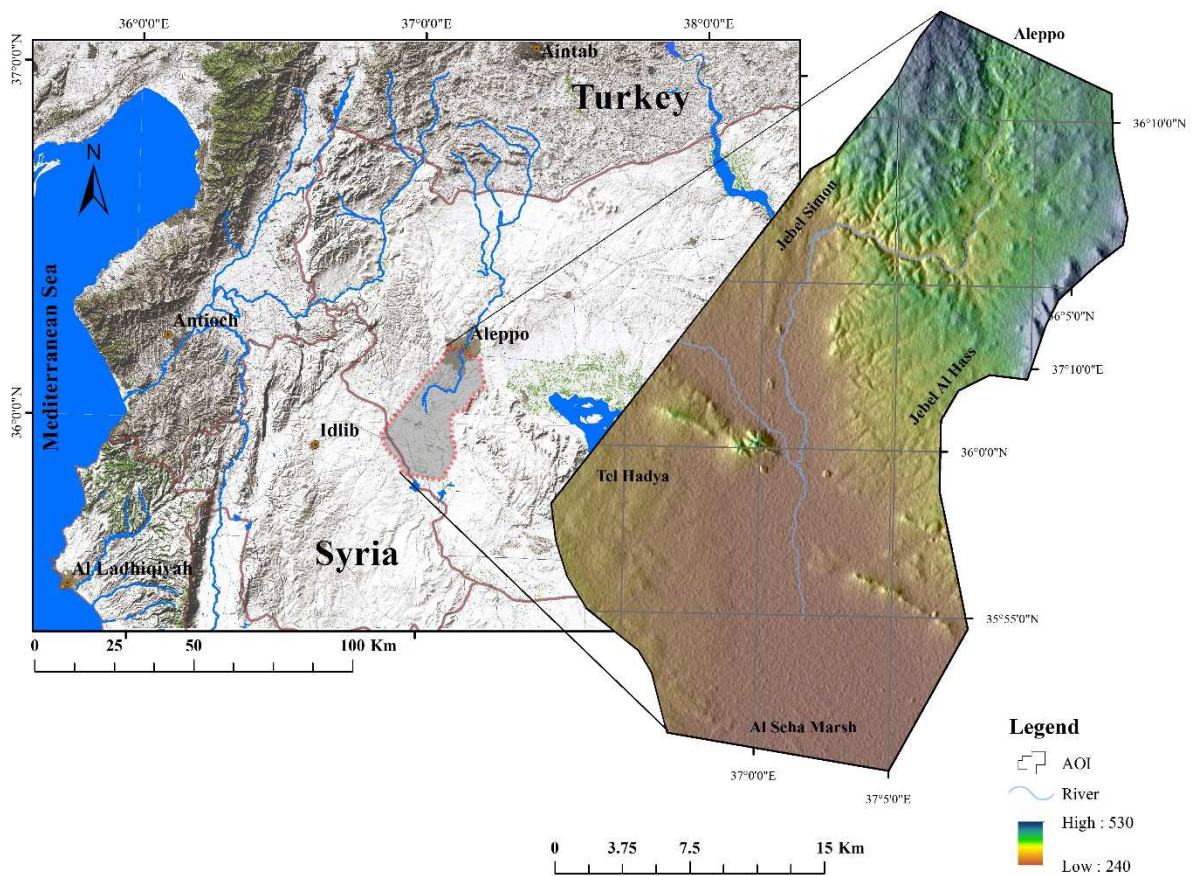 36°0'0"E
37°0'0"E
38°0'0"E
37°0'0"N
36°0'0"N
Aintab
Turkey
N
Mediterranean Sea
Antioch
Aleppo
Idlib
Syria
Al Ladhiqiyah
0 25 50 100 Km
Aleppo
36°10'0"N
Jebel Simou
36°5'0"N
37°10'0"E
Jebel Al Hass
36°0'0"N
Tel Hadya
35°55'0"N
Al Seha Marsh
37°0'0"E
37°5'0"E
0 3.75 7.5 15 Km
Legend
AOI
River
High : 530
Low : 240